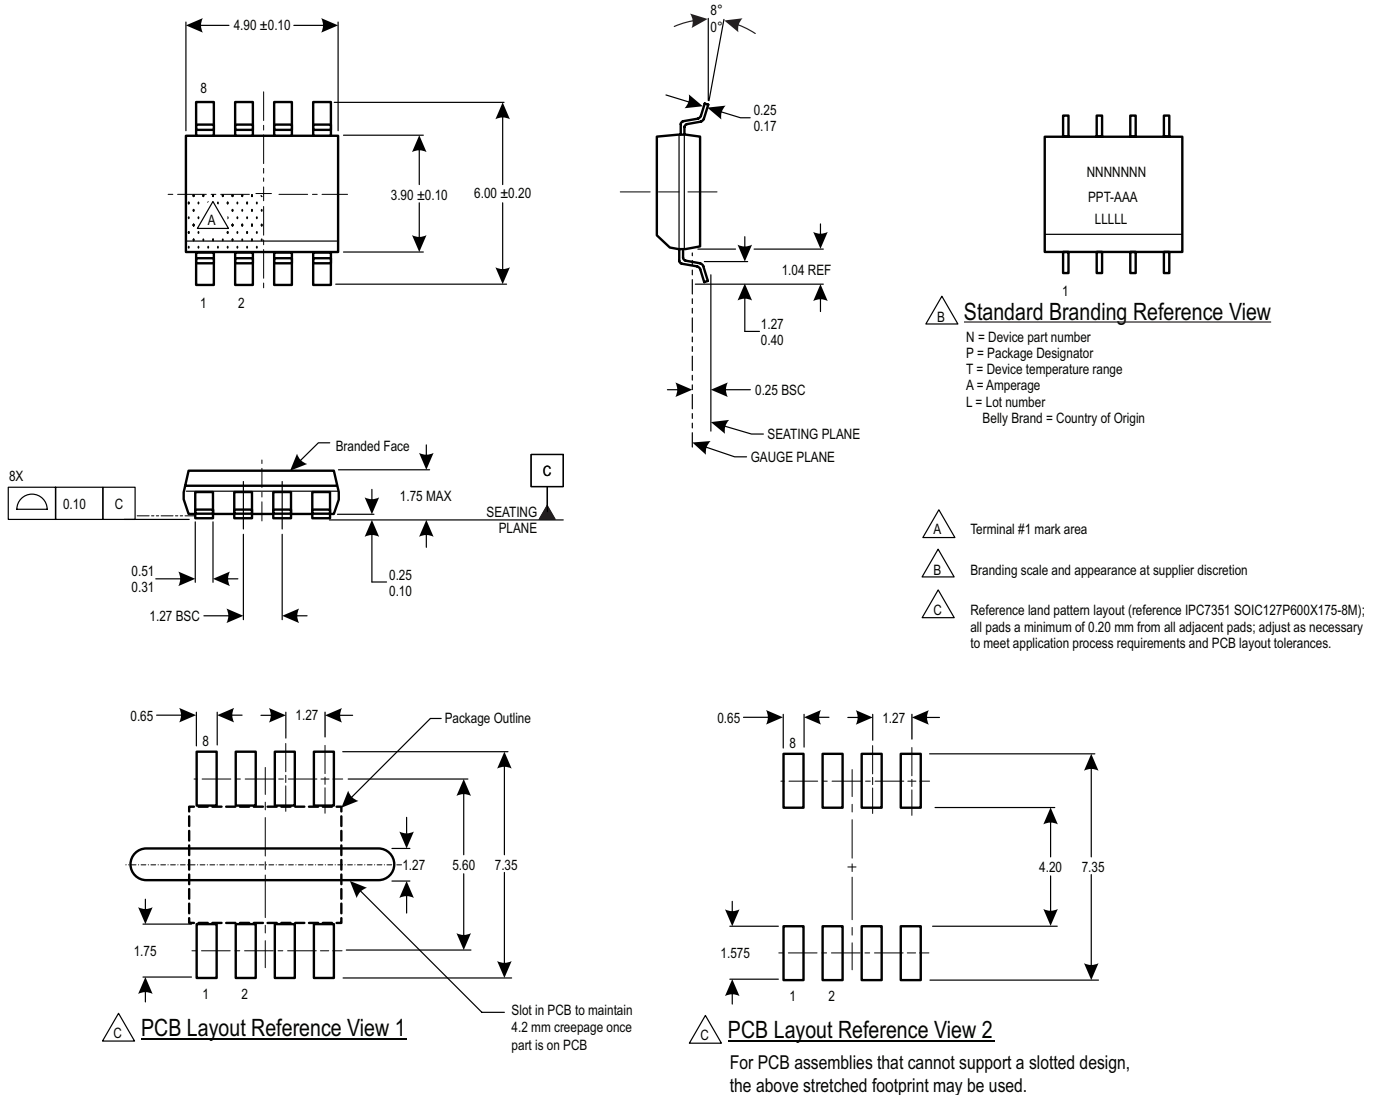 4.90 ±0.10
8
3.90 ±0.10
6.00 ±0.20
A
1
2
8°
0°
0.25
0.17
1.04 REF
1.27
0.40
0.25 BSC
SEATING PLANE
GAUGE PLANE
NNNNNNN
PPT-AAA
LLLLL
1
B
Standard Branding Reference View
N = Device part number
P = Package Designator
T = Device temperature range
A = Amperage
L = Lot number
Belly Brand = Country of Origin
Branded Face
8X
0.10
C
1.75 MAX
SEATING
PLANE
C
0.51
0.31
0.25
0.10
1.27 BSC
A
Terminal #1 mark area
B
Branding scale and appearance at supplier discretion
C
Reference land pattern layout (reference IPC7351 SOIC127P600X175-8M);
all pads a minimum of 0.20 mm from all adjacent pads; adjust as necessary
to meet application process requirements and PCB layout tolerances.
0.65
1.27
Package Outline
8
1.27
5.60
7.35
1.75
1
2
Slot in PCB to maintain
4.2 mm creepage once
part is on PCB
C
PCB Layout Reference View 1
0.65
1.27
8
4.20
7.35
1.575
1
2
C
PCB Layout Reference View 2
For PCB assemblies that cannot support a slotted design,
the above stretched footprint may be used.